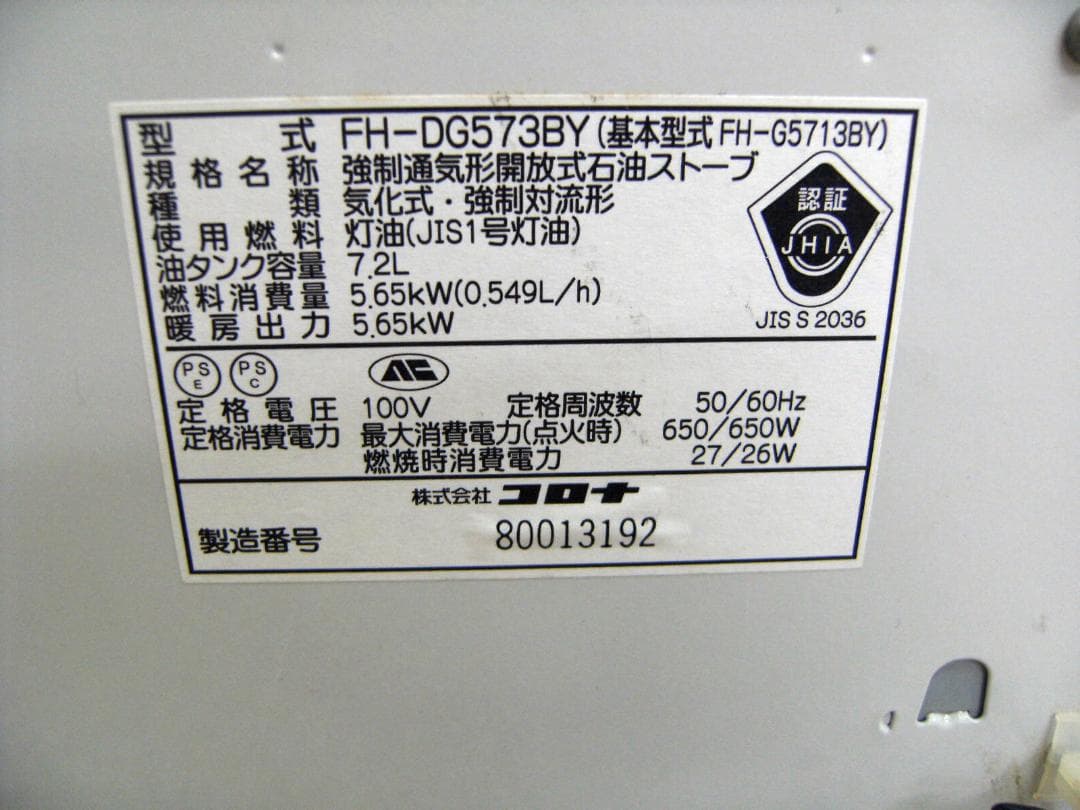 型式 FH-DG573BY(基本型式 FH-G5713BY)
規格名称 強制通気形開放式石油ストーブ
種類 気化式・強制対流形
使用燃料 灯油(JIS1号灯油)
油タンク容量 7.2L
燃料消費量 5.65kW(0.549L/h)
暖房出力 5.65kW
認証
JHIA
JIS S 2036
PS E PS C
定格電圧 100V 定格周波数 50/60Hz
定格消費電力 最大消費電力(点火時) 650/650W
燃焼時消費電力 27/26W
株式会社 コロナ
製造番号 80013192